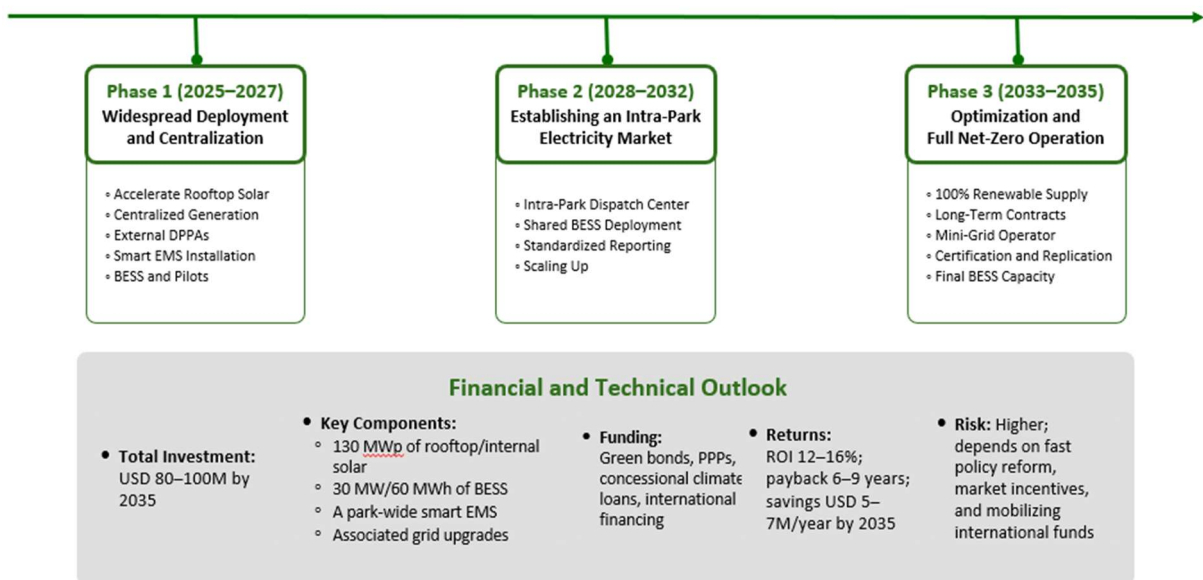 Phase 1 (2025–2027)
Widespread Deployment
and Centralization
◦ Accelerate Rooftop Solar
◦ Centralized Generation
◦ External DPPAs
◦ Smart EMS Installation
◦ BESS and Pilots
Phase 2 (2028–2032)
Establishing an Intra-Park
Electricity Market
◦ Intra-Park Dispatch Center
◦ Shared BESS Deployment
◦ Standardized Reporting
◦ Scaling Up
Phase 3 (2033–2035)
Optimization and
Full Net-Zero Operation
◦ 100% Renewable Supply
◦ Long-Term Contracts
◦ Mini-Grid Operator
◦ Certification and Replication
◦ Final BESS Capacity
Financial and Technical Outlook
• Total Investment:
USD 80–100M by
2035
• Key Components:
◦ 130 MWp of rooftop/internal
solar
◦ 30 MW/60 MWh of BESS
◦ A park-wide smart EMS
◦ Associated grid upgrades
• Funding:
Green bonds, PPPs,
concessional climate
loans, international
financing
• Returns:
ROI 12–16%;
payback 6–9 years;
savings USD 5–
7M/year by 2035
• Risk: Higher;
depends on fast
policy reform,
market incentives,
and mobilizing
international funds